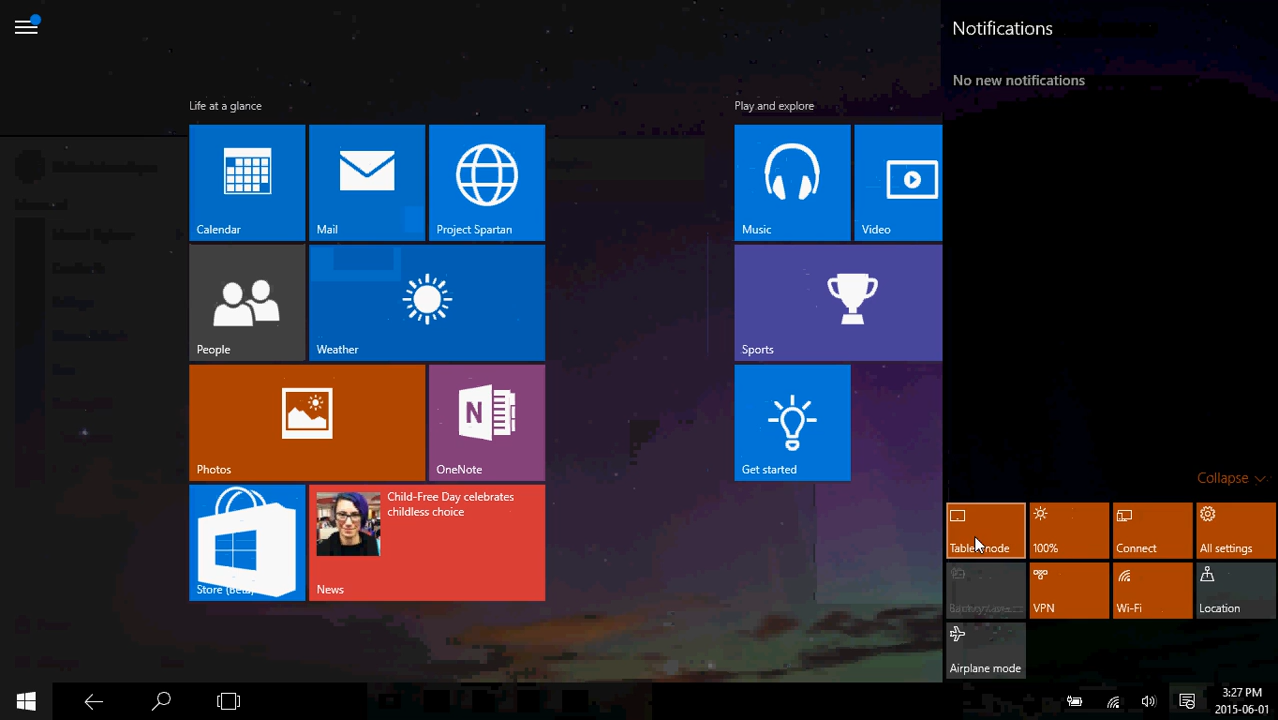 Notifications
No new notifications
Life at a glance
Play and explore
Calendar
Mail
Project Spartan
Music
Video
People
Weather
Sports
Photos
N
OneNote
Get started
Child-Free Day celebrates
childless choice
Store (Beta)
News
Collapse
Tablet mode
100%
Connect
All settings
VPN
Wi-Fi
Location
Airplane mode
3:27 PM
2015-06-01